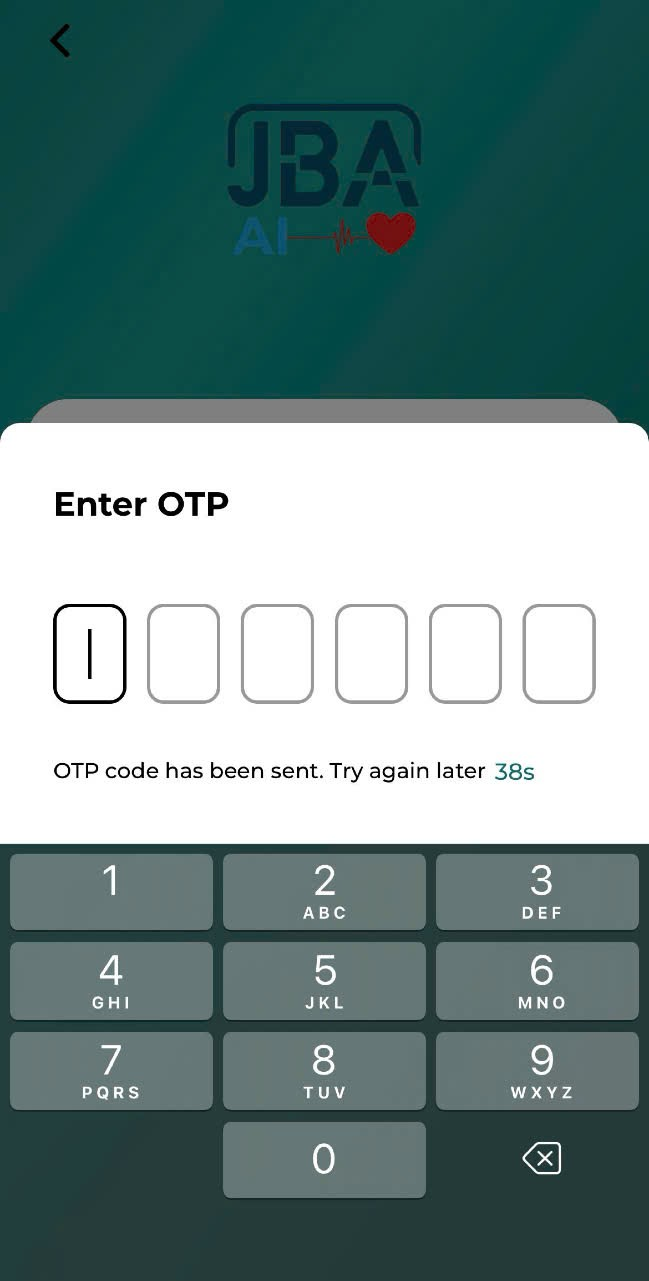 JBA
AI
Enter OTP
OTP code has been sent. Try again later 38s
1
2
ABC
3
DEF
4
GHI
5
JKL
6
MNO
7
PQRS
8
TUV
9
WXYZ
0